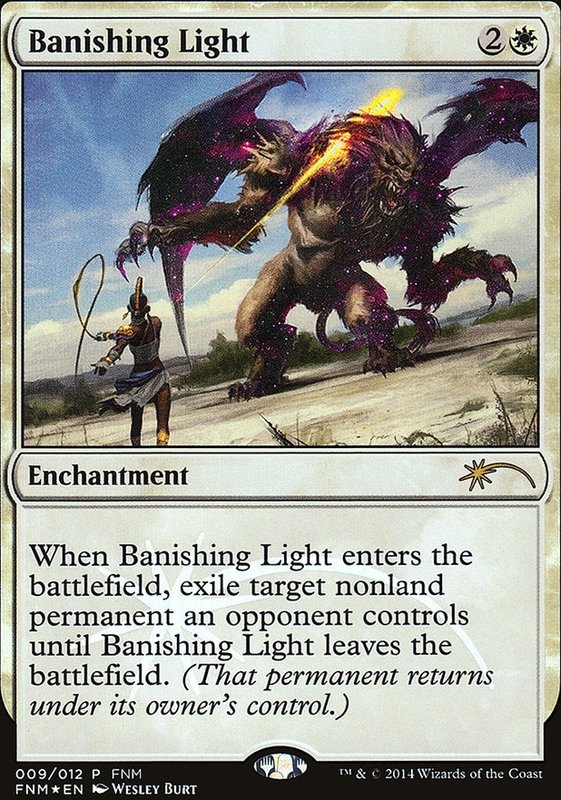 Banishing Light 2
Enchantment
When Banishing Light enters the
battlefield, exile target nonland
permanent an opponent controls
until Banishing Light leaves the
battlefield. (That permanent returns
under its owner's control.)
009/012 P FNM
FNM★EN Wesley Burt
™ & © 2014 Wizards of the Coast